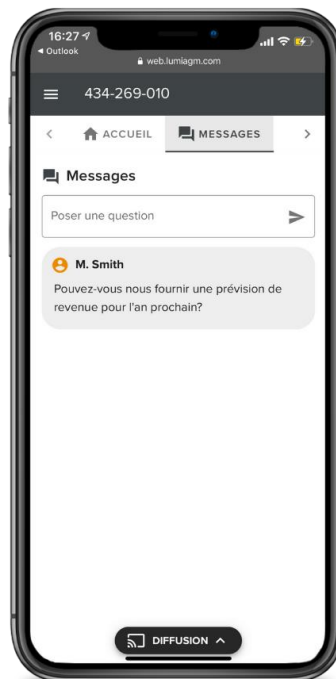 16:27
◀ Outlook
web.lumiagm.com
434-269-010
ACCUEIL
MESSAGES
Messages
Poser une question
M. Smith
Pouvez-vous nous fournir une prévision de
revenue pour l'an prochain?
DIFFUSION